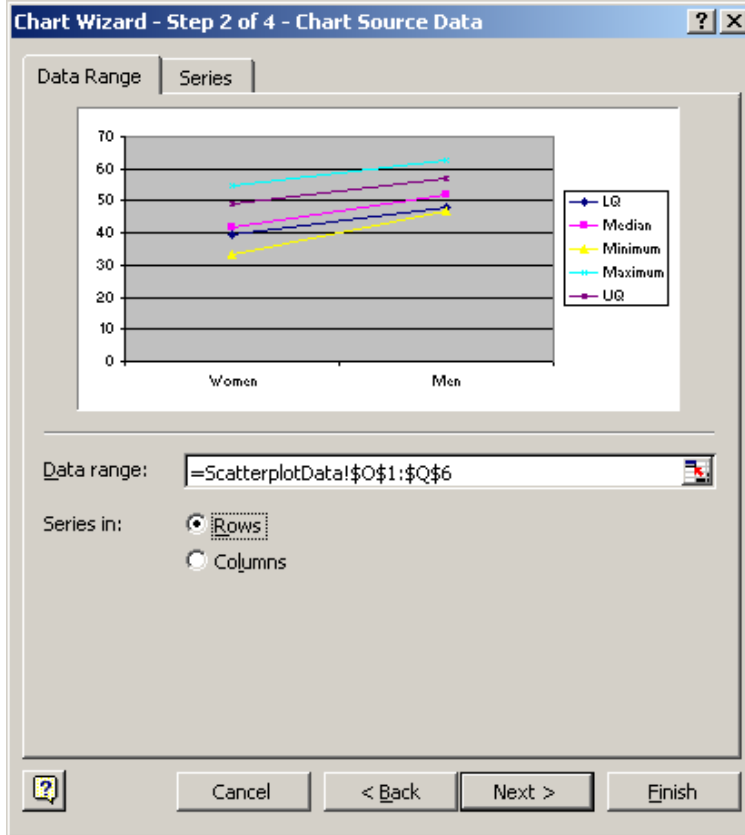 Chart Wizard - Step 2 of 4 - Chart Source Data
Data Range
Series
70
60
50
40
30
20
10
0
Women
Men
LQ
Median
Minimum
Maximum
UQ
Data range:
=ScatterplotData!$O$1:$Q$6
Series in:
Rows
Columns
Cancel
< Back
Next >
Finish